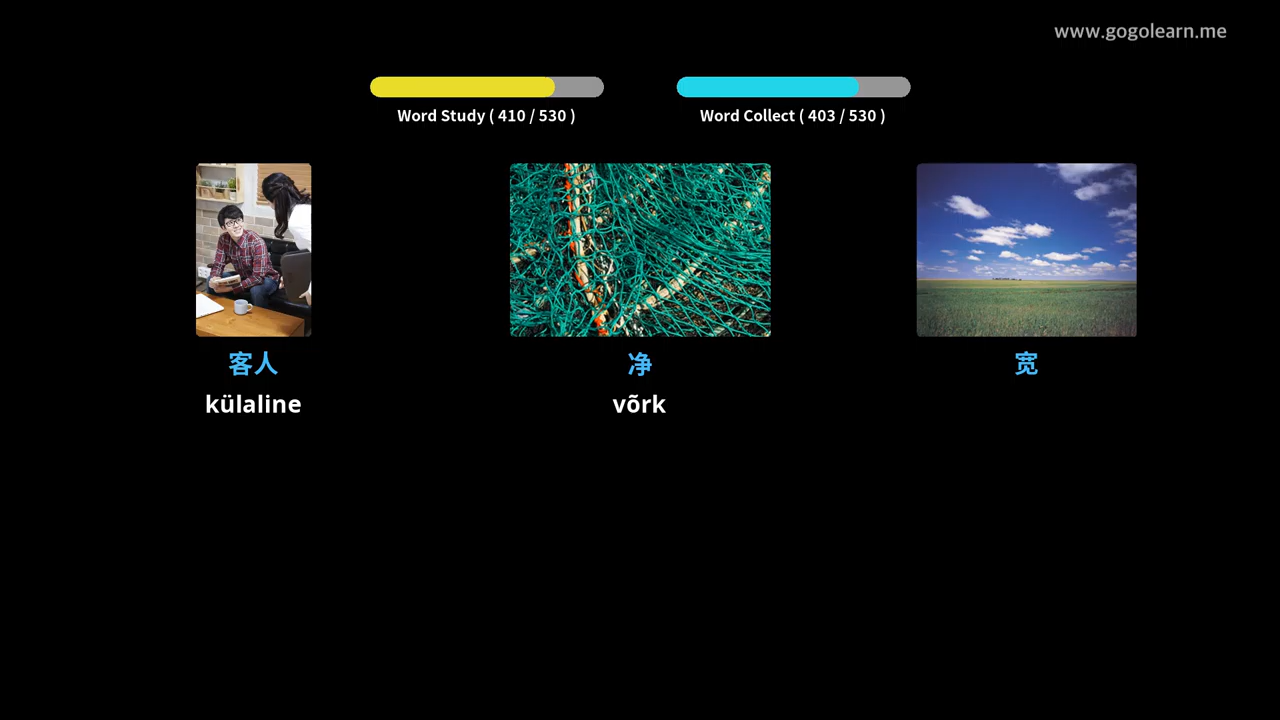 www.gogolearn.me
Word Study ( 410 / 530 )
Word Collect ( 403 / 530 )
客人
净
宽
külaline
võrk